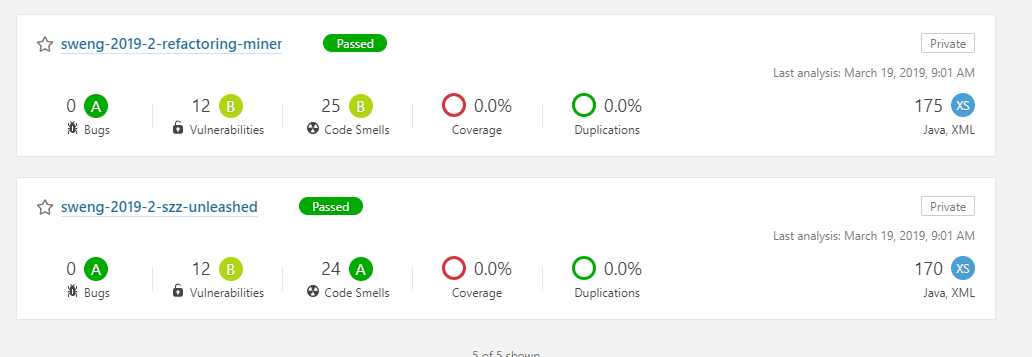 sweng-2019-2-refactoring-miner Passed Private
Last analysis: March 19, 2019, 9:01 AM
0 A 12 B 25 B 0.0% 0.0% 175 XS
Bugs Vulnerabilities Code Smells Coverage Duplications Java, XML
sweng-2019-2-szz-unleashed Passed Private
Last analysis: March 19, 2019, 9:01 AM
0 A 12 B 24 A 0.0% 0.0% 170 XS
Bugs Vulnerabilities Code Smells Coverage Duplications Java, XML
5 of 5 shown